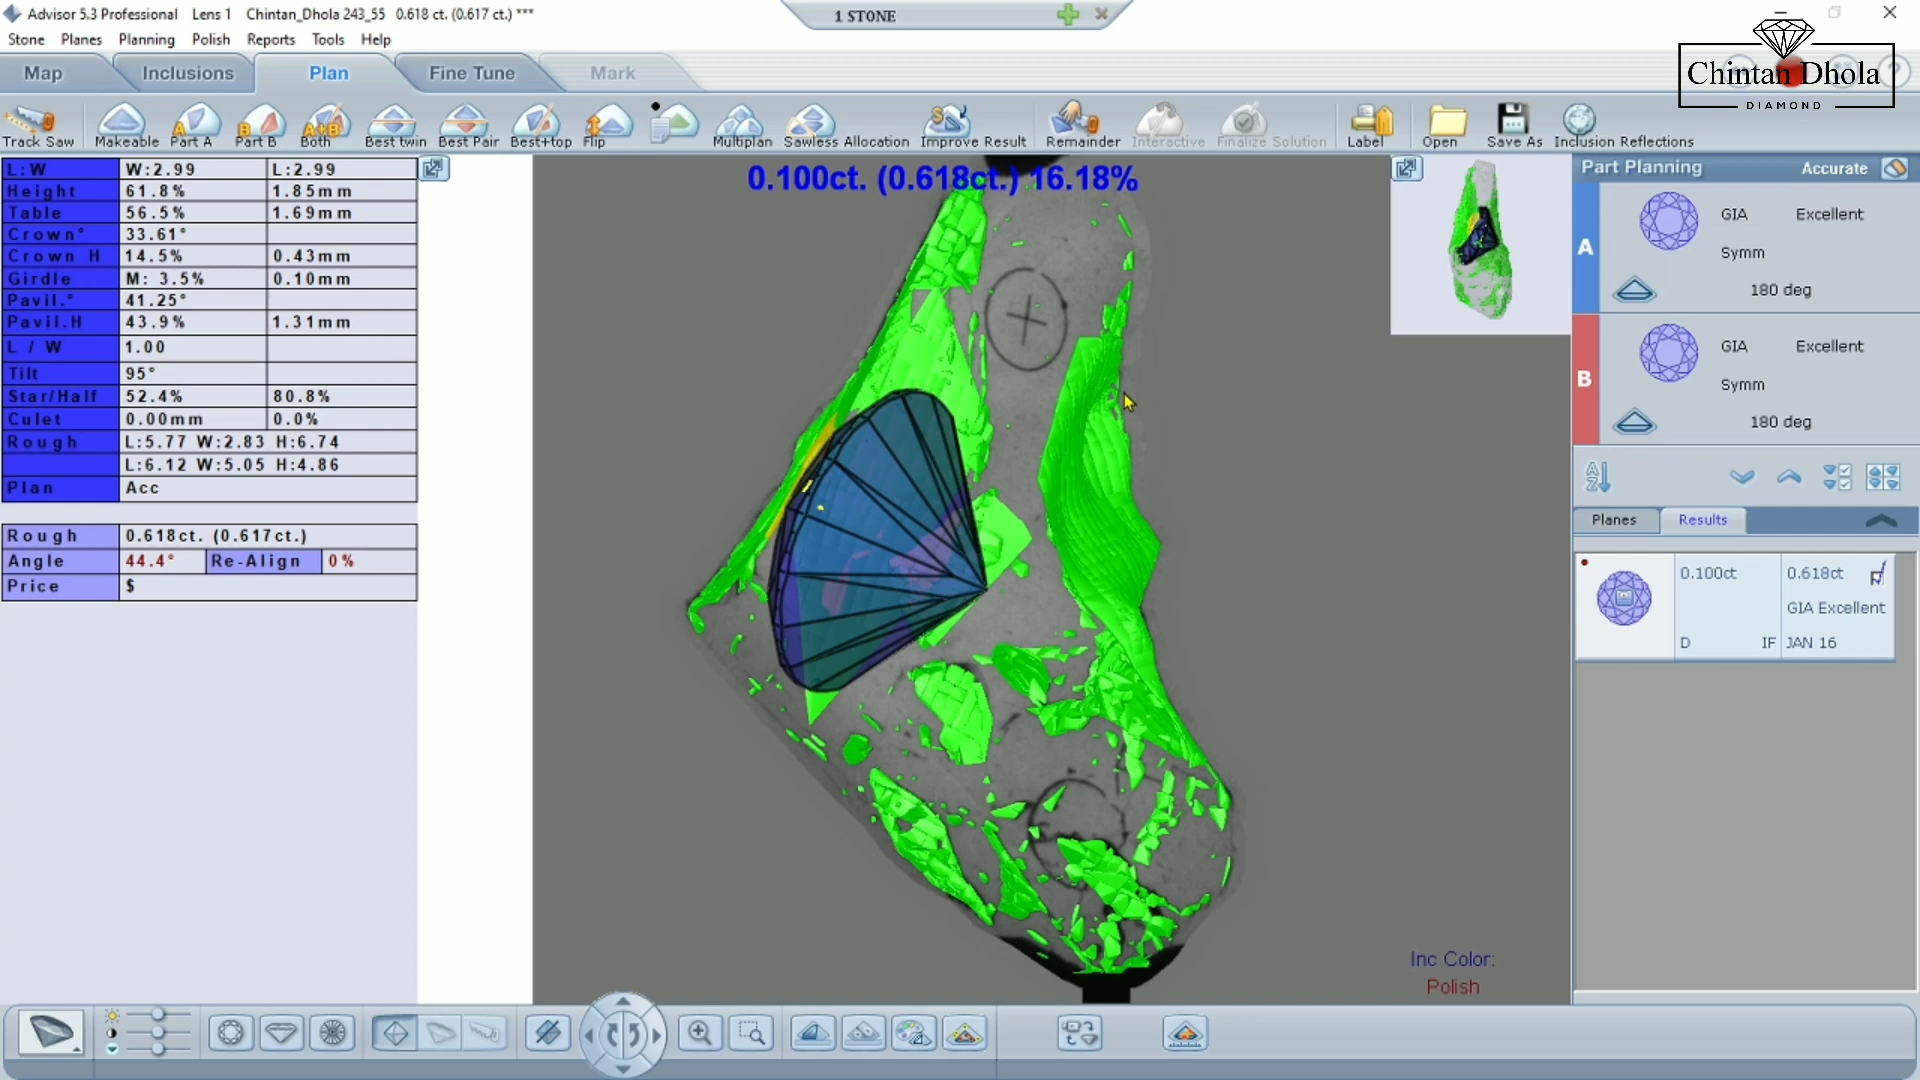 Advisor 5.3 Professional Lens 1 Chintan_Dhola 243_55 0.618 ct. (0.617 ct.) ***
1 STONE
Stone Planes Planning Polish Reports Tools Help
Chintan Dhola
DIAMOND
Map Inclusions Plan Fine Tune Mark
Track Saw Makeable Part A Part B Both Best twin Best Pair Best+top Flip Multiplan Sawless Allocation Improve Result Remainder Interactive Finalize Solution Label Open Save As Inclusion Reflections
L:W W:2.99 L:2.99
Height 61.8% 1.85mm
Table 56.5% 1.69mm
Crown° 33.61°
Crown H 14.5% 0.43mm
Girdle M: 3.5% 0.10mm
Pavil.° 41.25°
Pavil.H 43.9% 1.31mm
L / W 1.00
Tilt 95°
Star/Half 52.4% 80.8%
Culet 0.00mm 0.0%
Rough L:5.77 W:2.83 H:6.74
L:6.12 W:5.05 H:4.86
Plan Acc
Rough 0.618ct. (0.617ct.)
Angle 44.4° Re-Align 0%
Price $
0.100ct. (0.618ct.) 16.18%
Inc Color:
Polish
Part Planning Accurate
A GIA Excellent
Symm
180 deg
B GIA Excellent
Symm
180 deg
Planes Results
0.100ct 0.618ct
GIA Excellent
D IF JAN 16